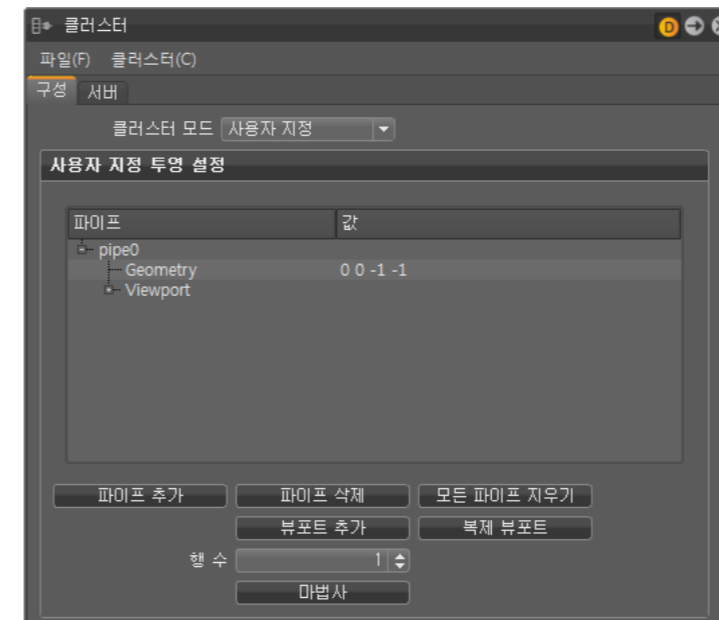 클러스터
D
파일(F) 클러스터(C)
구성 서버
클러스터 모드 사용자 지정
사용자 지정 투영 설정
파이프 값
pipe0
Geometry 0 0 -1 -1
Viewport
파이프 추가 파이프 삭제 모든 파이프 지우기
뷰포트 추가 복제 뷰포트
행 수 1
마법사